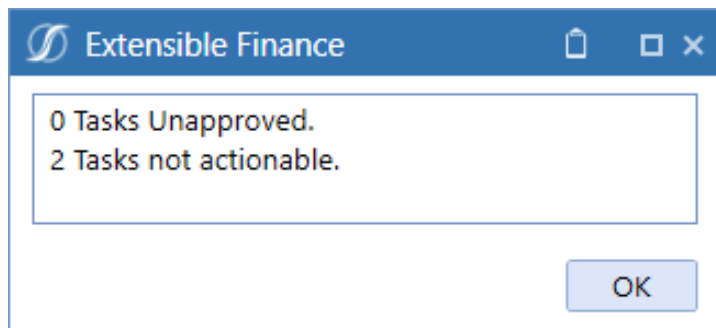 Extensible Finance
0 Tasks Unapproved.
2 Tasks not actionable.
OK